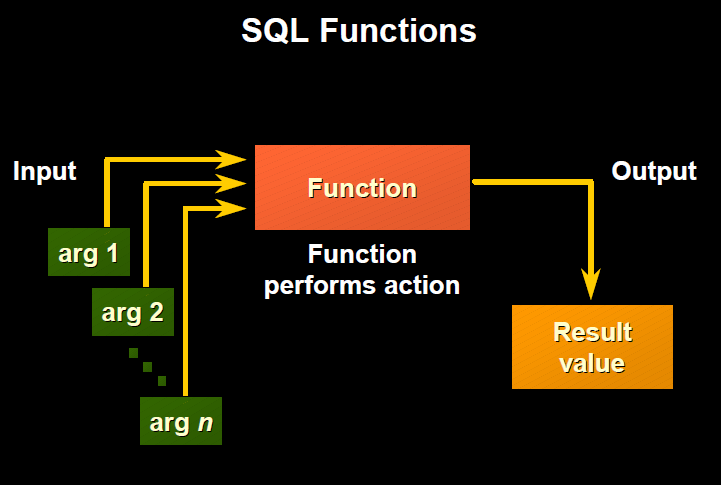 SQL Functions
Input
Function
Output
arg 1
Function
performs action
arg 2
Result
value
arg n